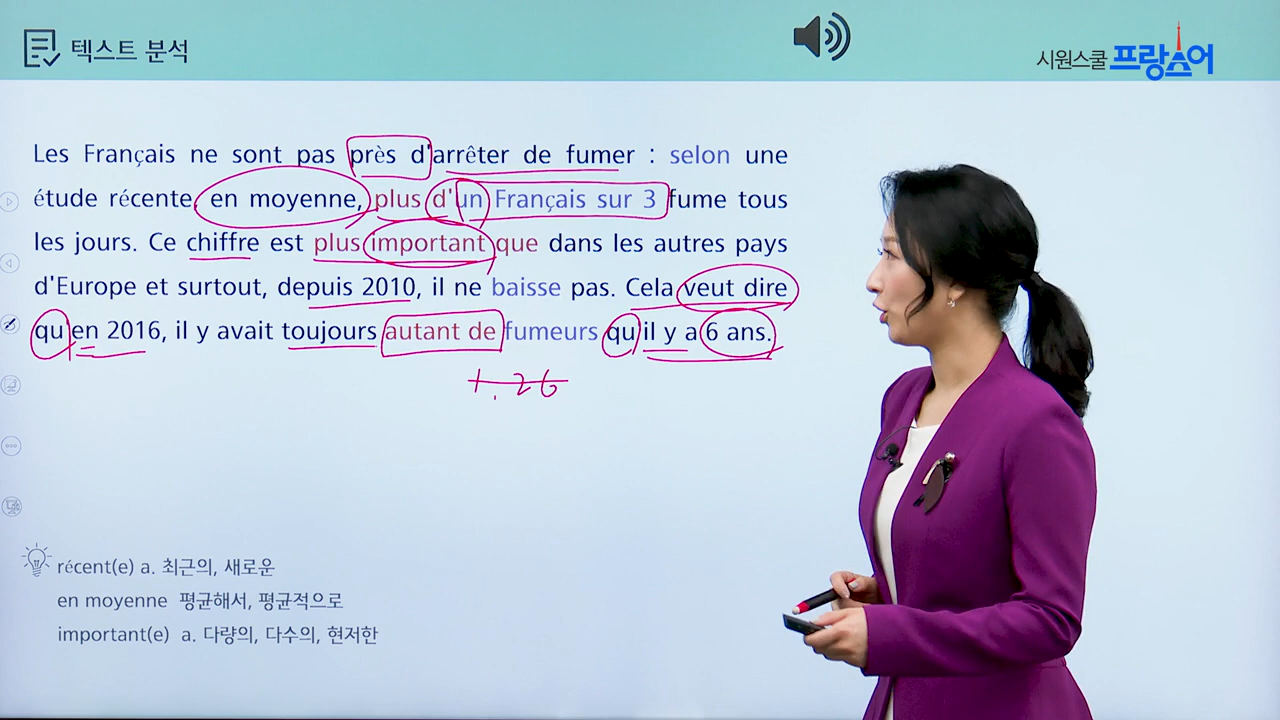 텍스트 분석
시원스쿨 프랑스어
Les Français ne sont pas près d'arrêter de fumer : selon une
étude récente, en moyenne, plus d'un Français sur 3 fume tous
les jours. Ce chiffre est plus important que dans les autres pays
d'Europe et surtout, depuis 2010, il ne baisse pas. Cela veut dire
qu'en 2016, il y avait toujours autant de fumeurs qu'il y a 6 ans.
récent(e) a. 최근의, 새로운
en moyenne 평균해서, 평균적으로
important(e) a. 다량의, 다수의, 현저한